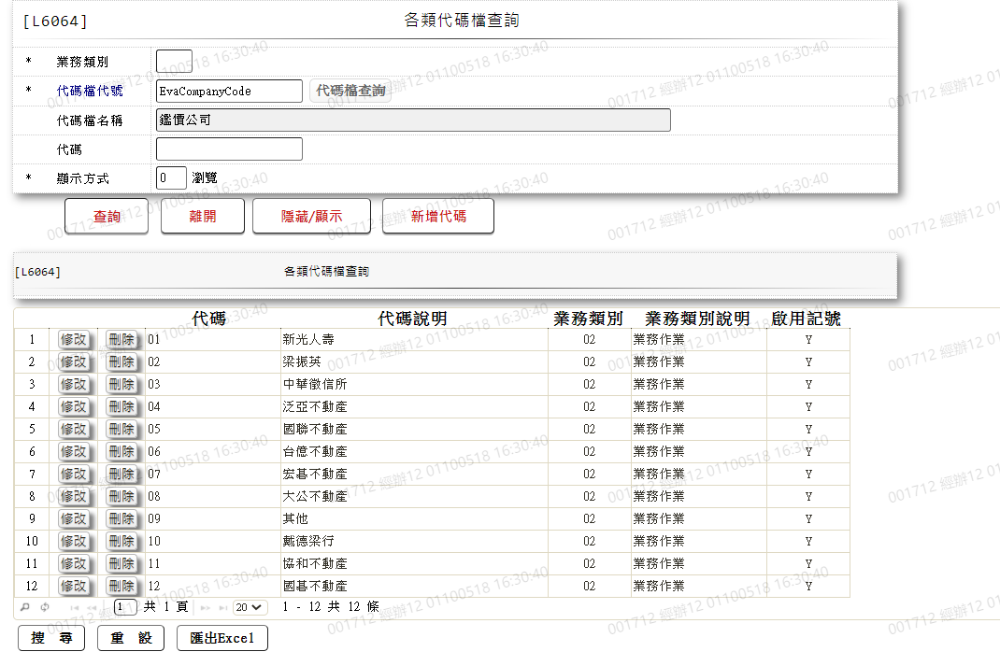 [L6064] 各類代碼檔查詢
* 業務類別
* 代碼檔代號 EvaCompanyCode 代碼檔查詢
代碼檔名稱 鑑價公司
代碼
* 顯示方式 0 瀏覽
查詢 離開 隱藏/顯示 新增代碼
[L6064] 各類代碼檔查詢
代碼 代碼說明 業務類別 業務類別說明 啟用記號
1 修改 刪除 01 新光人壽 02 業務作業 Y
2 修改 刪除 02 梁振英 02 業務作業 Y
3 修改 刪除 03 中華徵信所 02 業務作業 Y
4 修改 刪除 04 泛亞不動產 02 業務作業 Y
5 修改 刪除 05 國聯不動產 02 業務作業 Y
6 修改 刪除 06 台億不動產 02 業務作業 Y
7 修改 刪除 07 宏碁不動產 02 業務作業 Y
8 修改 刪除 08 大公不動產 02 業務作業 Y
9 修改 刪除 09 其他 02 業務作業 Y
10 修改 刪除 10 戴德梁行 02 業務作業 Y
11 修改 刪除 11 協和不動產 02 業務作業 Y
12 修改 刪除 12 國碁不動產 02 業務作業 Y
1 共 1 頁 20 1 - 12 共 12 條
搜 尋 重 設 匯出Excel
001712 經辦12 01100518 16:30:40